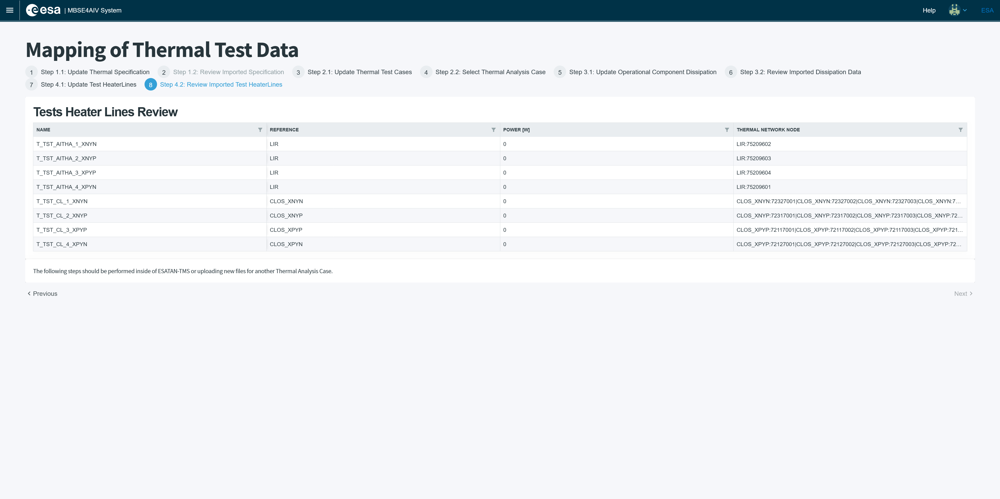 esa | MBSE4AIV System Help ESA
Mapping of Thermal Test Data
1 Step 1.1: Update Thermal Specification 2 Step 1.2: Review Imported Specification 3 Step 2.1: Update Thermal Test Cases 4 Step 2.2: Select Thermal Analysis Case 5 Step 3.1: Update Operational Component Dissipation 6 Step 3.2: Review Imported Dissipation Data
7 Step 4.1: Update Test HeaterLines 8 Step 4.2: Review Imported Test HeaterLines
Tests Heater Lines Review
NAME REFERENCE POWER [W] THERMAL NETWORK NODE
T_TST_AITHA_1_XNYN LIR 0 LIR:75209602
T_TST_AITHA_2_XNYP LIR 0 LIR:75209603
T_TST_AITHA_3_XPYP LIR 0 LIR:75209604
T_TST_AITHA_4_XPYN LIR 0 LIR:75209601
T_TST_CL_1_XNYN CLOS_XNYN 0 CLOS_XNYN:72327001|CLOS_XNYN:72327002|CLOS_XNYN:72327003|CLOS_XNYN:7...
T_TST_CL_2_XNYP CLOS_XNYP 0 CLOS_XNYP:72317001|CLOS_XNYP:72317002|CLOS_XNYP:72317003|CLOS_XNYP:72...
T_TST_CL_3_XPYP CLOS_XPYP 0 CLOS_XPYP:72117001|CLOS_XPYP:72117002|CLOS_XPYP:72117003|CLOS_XPYP:721...
T_TST_CL_4_XPYN CLOS_XPYN 0 CLOS_XPYP:72127001|CLOS_XPYP:72127002|CLOS_XPYP:72127003|CLOS_XPYP:72...
The following steps should be performed inside of ESATAN-TMS or uploading new files for another Thermal Analysis Case.
Previous Next